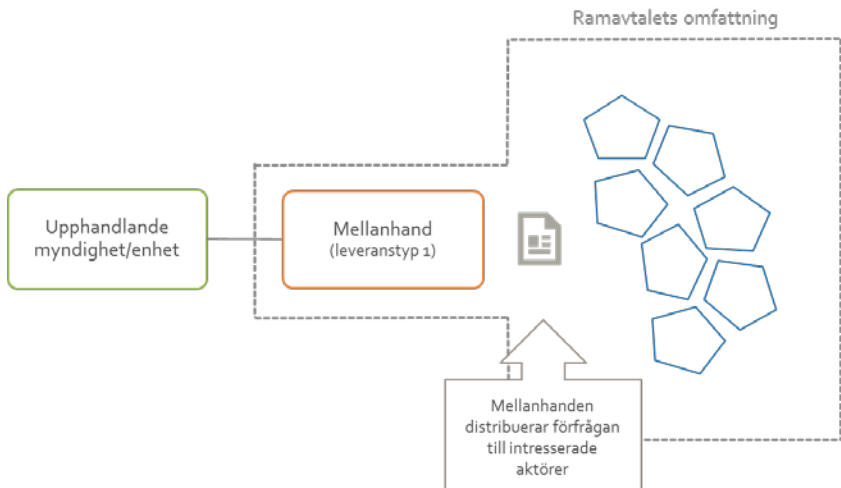 Ramavtalets omfattning
Upphandlande
myndighet/enhet
Mellanhand
(leveranstyp 1)
Mellanhanden
distribuerar förfrågan
till intresserade
aktörer